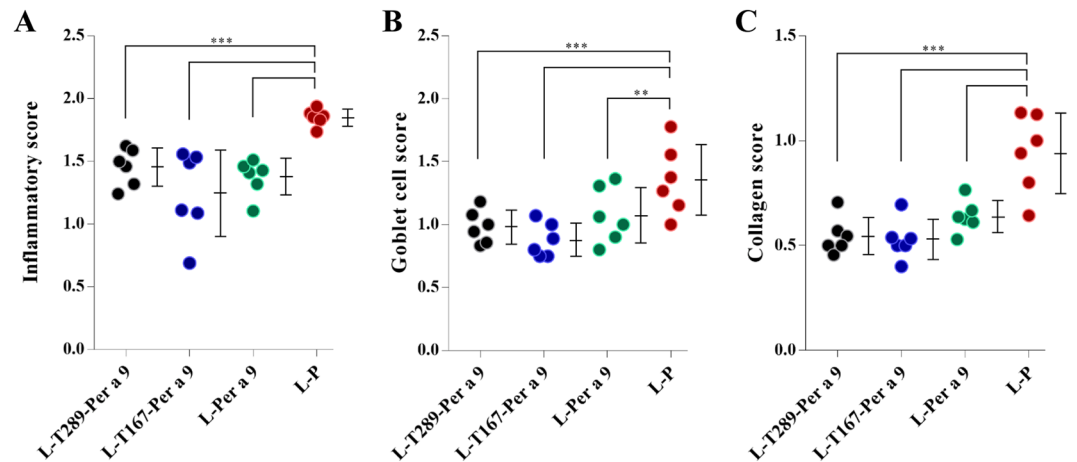 A
Inflammatory score
2.5
2.0
1.5
1.0
1.5
0.0
***
L-T289-Per a 9
L-T167-Per a 9
L-Per a 9
L-P
B
Goblet cell score
2.5
2.0
1.5
1.0
0.5
0.0
***
**
L-T289-Per a 9
L-T167-Per a 9
L-Per a 9
L-P
C
Collagen score
1.5
1.0
0.5
0.0
***
L-T289-Per a 9
L-T167-Per a 9
L-Per a 9
L-P